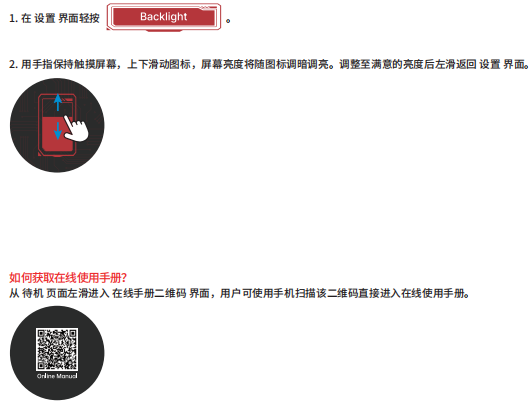 1. 在 设置 界面轻按 Backlight 。
2. 用手指保持触摸屏幕，上下滑动图标，屏幕亮度将随图标调暗调亮。调整至满意的亮度后左滑返回 设置 界面。
如何获取在线使用手册？
从 待机 页面左滑进入 在线手册二维码 界面，用户可使用手机扫描该二维码直接进入在线使用手册。
Online Manual